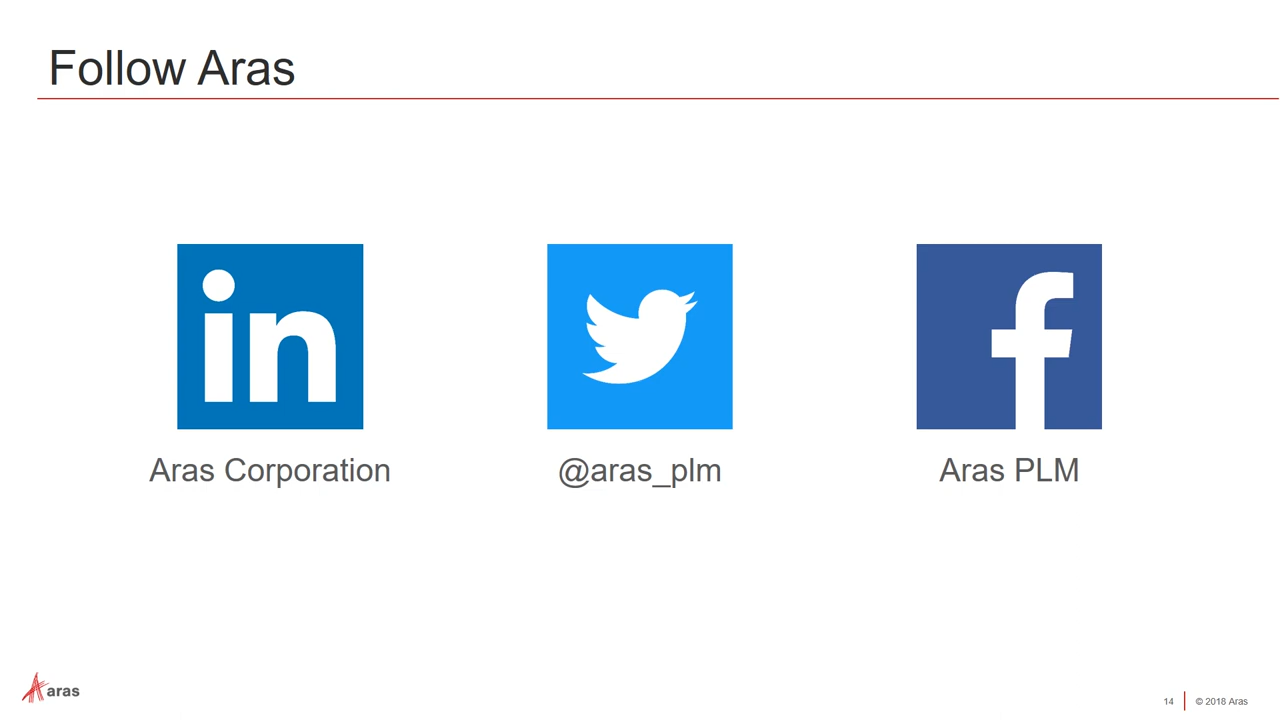 Follow Aras
in
Aras Corporation
@aras_plm
Aras PLM
aras
14
© 2018 Aras